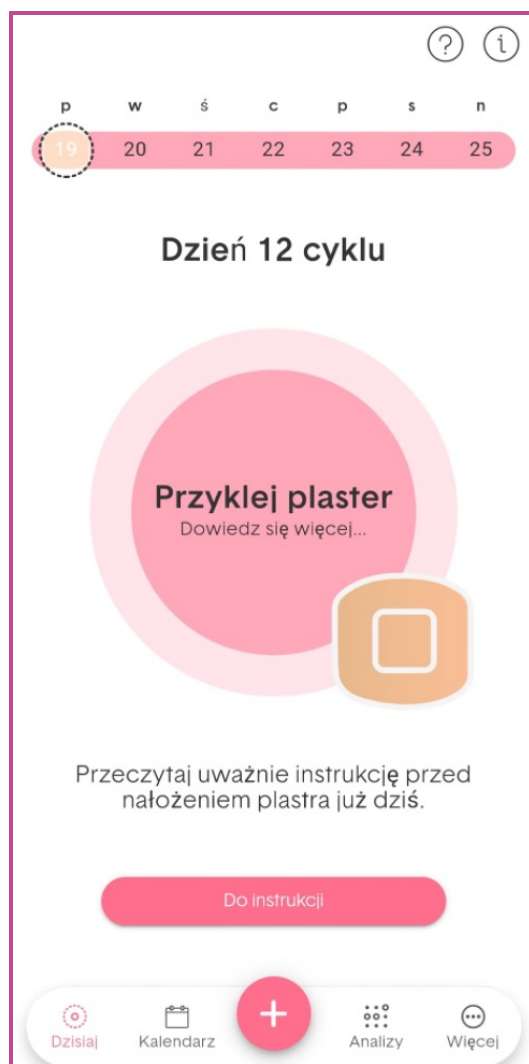 ? i
p w ś c p s n
19 20 21 22 23 24 25
Dzień 12 cyklu
Przyklej plaster
Dowiedz się więcej...
Przeczytaj uważnie instrukcję przed
nałożeniem plastra już dziś.
Do instrukcji
+
Dzisiaj Kalendarz Analizy Więcej